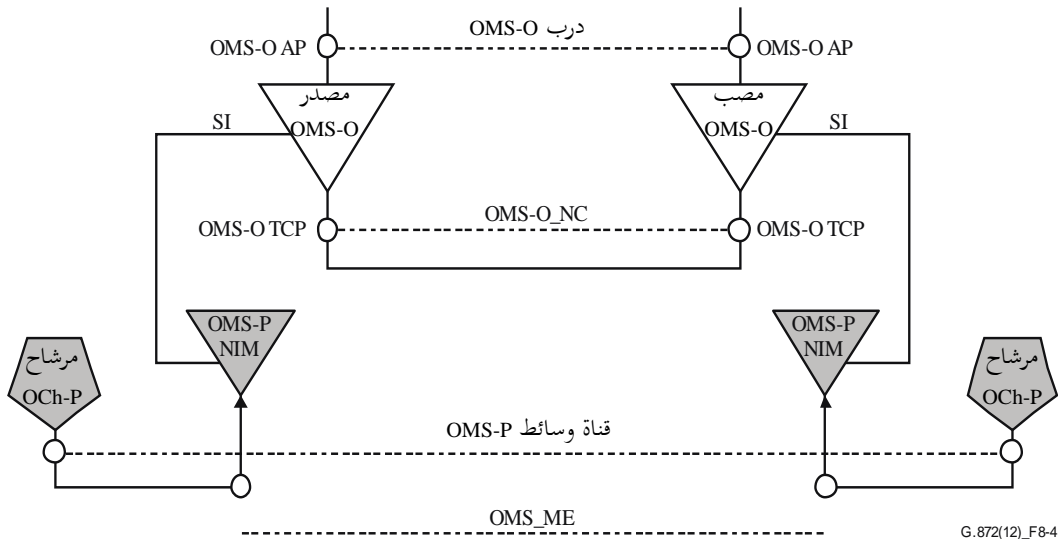 درب OMS-O
OMS-O AP
OMS-O AP
مصدر
OMS-O
مصب
OMS-O
SI
SI
OMS-O_NC
OMS-O TCP
OMS-O TCP
OMS-P
NIM
OMS-P
NIM
مرشاح
OCh-P
مرشاح
OCh-P
قناة وسائط OMS-P
OMS_ME
G.872(12)_F8-4